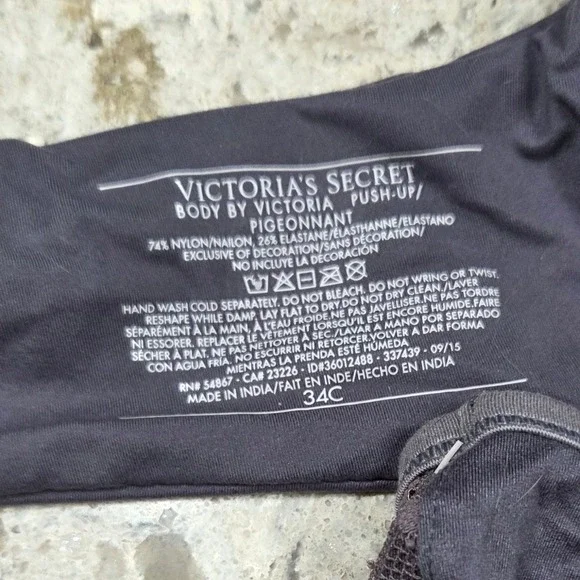 VICTORIA'S SECRET
BODY BY VICTORIA PUSH-UP/
PIGEONNANT
74% NYLON/NAILON, 26% ELASTANE/ÉLASTHANNE/ELASTANO
EXCLUSIVE OF DECORATION/SANS DÉCORATION/
NO INCLUYE LA DECORACIÓN
HAND WASH COLD SEPARATELY. DO NOT BLEACH. DO NOT WRING OR TWIST.
RESHAPE WHILE DAMP, LAY FLAT TO DRY. DO NOT DRY CLEAN./LAVER
SÉPARÉMENT À LA MAIN, À L'EAU FROIDE. NE PAS JAVELLISER. NE PAS TORDRE
NI ESSORER. REPLACER LE VÊTEMENT LORSQU'IL EST ENCORE HUMIDE. FAIRE
SÉCHER À PLAT. NE PAS NETTOYER À SEC./LAVAR A MANO POR SEPARADO
CON AGUA FRÍA. NO ESCURRIR NI RETORCER. VOLVER A DAR FORMA
MIENTRAS LA PRENDA ESTÉ HÚMEDA
RN# 54867 - CA# 23226 - ID#36012488 - 337439 - 09/15
MADE IN INDIA/FAIT EN INDE/HECHO EN INDIA
34C